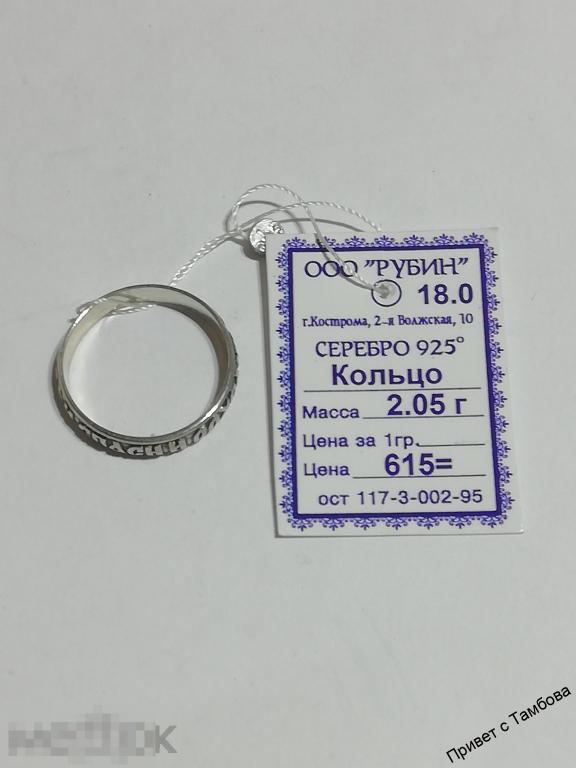 ООО "РУБИН"
18.0
г.Кострома, 2-я Волжская, 10
СЕРЕБРО 925°
Кольцо
Масса 2.05 г
Цена за 1гр.
Цена 615=
ост 117-3-002-95
Привет с Тамбова